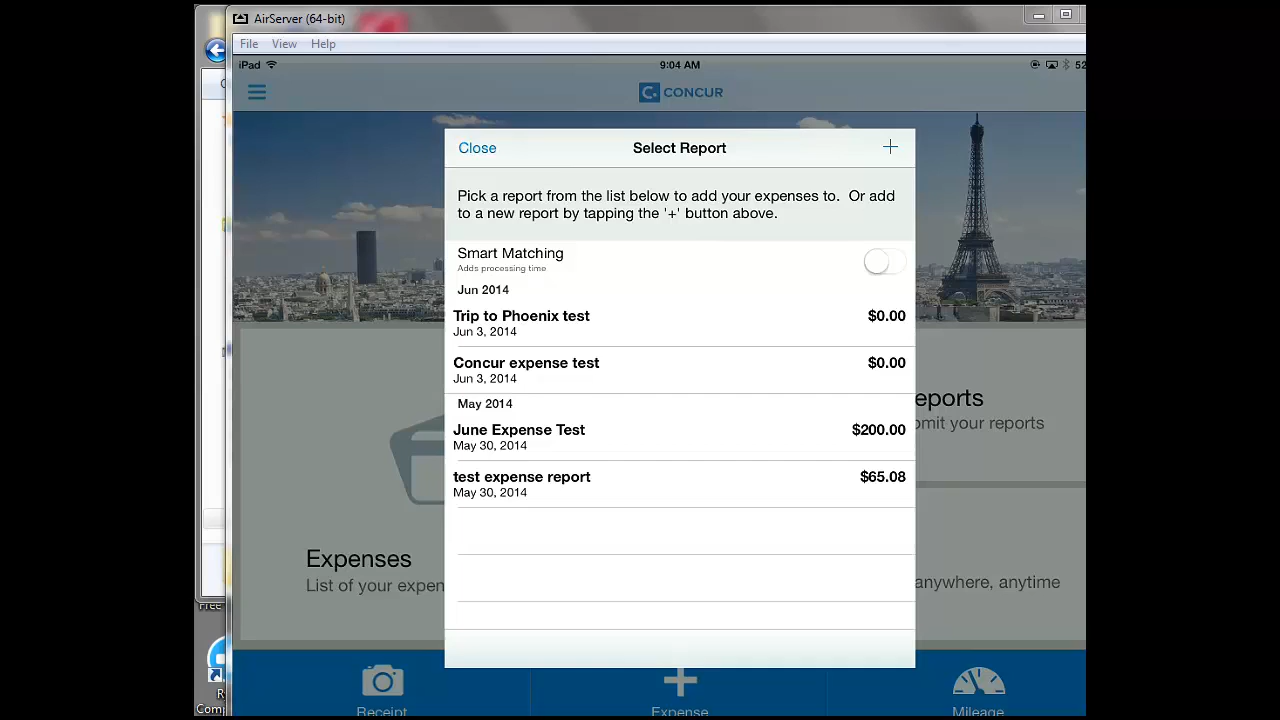 AirServer (64-bit)
File View Help
iPad 9:04 AM 52
CONCUR
Close Select Report +
Pick a report from the list below to add your expenses to. Or add
to a new report by tapping the '+' button above.
Smart Matching
Adds processing time
Jun 2014
Trip to Phoenix test $0.00
Jun 3, 2014
Concur expense test $0.00
Jun 3, 2014
May 2014
June Expense Test $200.00
May 30, 2014
test expense report $65.08
May 30, 2014
eports
omit your reports
Expenses
List of your expen
anywhere, anytime
Free
R
Comp
Receipt Expense Mileage